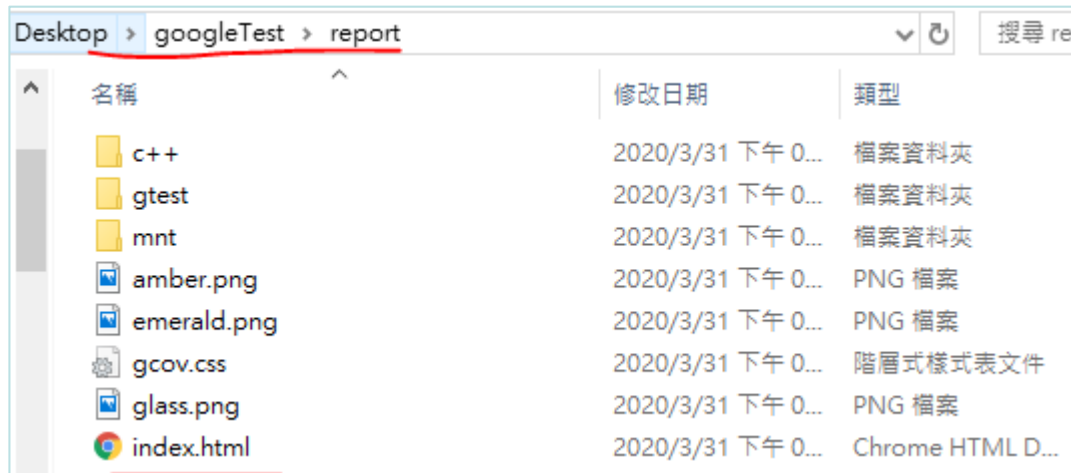 Desktop > googleTest > report 搜尋 re
名稱 修改日期 類型
c++ 2020/3/31 下午 0... 檔案資料夾
gtest 2020/3/31 下午 0... 檔案資料夾
mnt 2020/3/31 下午 0... 檔案資料夾
amber.png 2020/3/31 下午 0... PNG 檔案
emerald.png 2020/3/31 下午 0... PNG 檔案
gcov.css 2020/3/31 下午 0... 階層式樣式表文件
glass.png 2020/3/31 下午 0... PNG 檔案
index.html 2020/3/31 下午 0... Chrome HTML D...